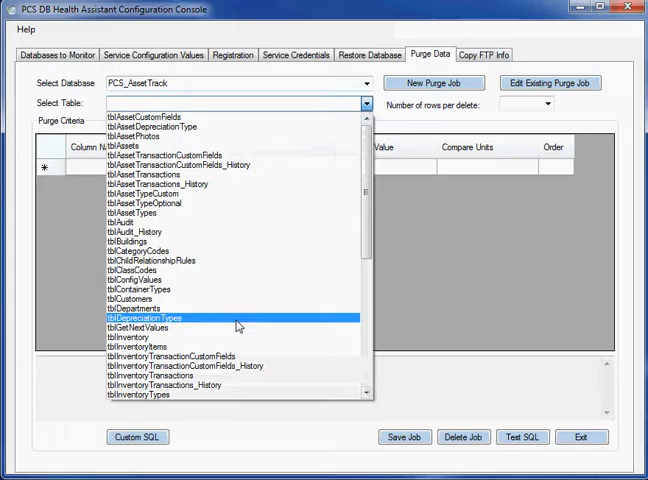 PCS DB Health Assistant Configuration Console
Help
Databases to Monitor
Service Configuration Values
Registration
Service Credentials
Restore Database
Purge Data
Copy FTP Info
Select Database
PCS_AssetTrack
New Purge Job
Edit Existing Purge Job
Select Table:
Number of rows per delete:
Purge Criteria
Value
Compare Units
Order
tblAssetCustomFields
tblAssetDepreciationType
tblAssetPhotos
tblAssets
tblAssetTransactionCustomFields
tblAssetTransactionCustomFields_History
tblAssetTransactions
tblAssetTransactions_History
tblAssetTypeCustom
tblAssetTypeOptional
tblAssetTypes
tblAudit
tblAudit_History
tblBuildings
tblCategoryCodes
tblChildRelationshipRules
tblClassCodes
tblConfigValues
tblContainerTypes
tblCustomers
tblDepartments
tblDepreciationTypes
tblGetNextValues
tblInventory
tblInventoryItems
tblInventoryTransactionCustomFields
tblInventoryTransactionCustomFields_History
tblInventoryTransactions
tblInventoryTransactions_History
tblInventoryTypes
Column N
Custom SQL
Save Job
Delete Job
Test SQL
Exit